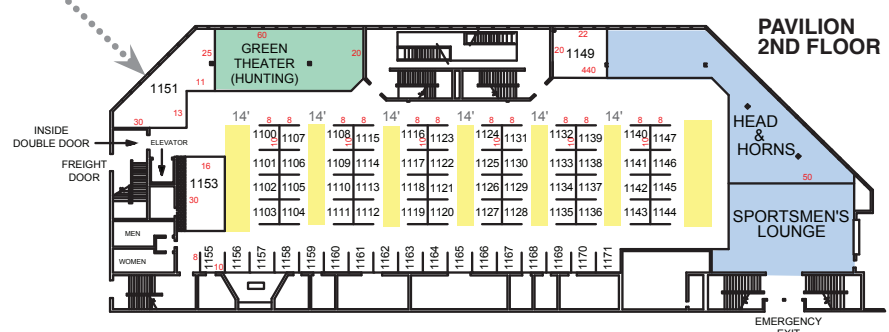 PAVILION
2ND FLOOR
60
22
25
GREEN
THEATER
(HUNTING)
20
20
1149
440
1151
11
13
30
HEAD
&
HORNS
50
INSIDE
DOUBLE DOOR
ELEVATOR
FREIGHT
DOOR
16
1153
30
MEN
WOMEN
14' 14' 14' 14' 14' 14'
8 8 8 8 8 8 8 8 8 8 8 8
10 10 10 10 10 10
1100 1107 1108 1115 1116 1123 1124 1131 1132 1139 1140 1147
1101 1106 1109 1114 1117 1122 1125 1130 1133 1138 1141 1146
1102 1105 1110 1113 1118 1121 1126 1129 1134 1137 1142 1145
1103 1104 1111 1112 1119 1120 1127 1128 1135 1136 1143 1144
SPORTSMEN'S
LOUNGE
8
10
1155 1156 1157 1158 1159 1160 1161 1162 1163 1164 1165 1166 1167 1168 1169 1170 1171
EMERGENCY